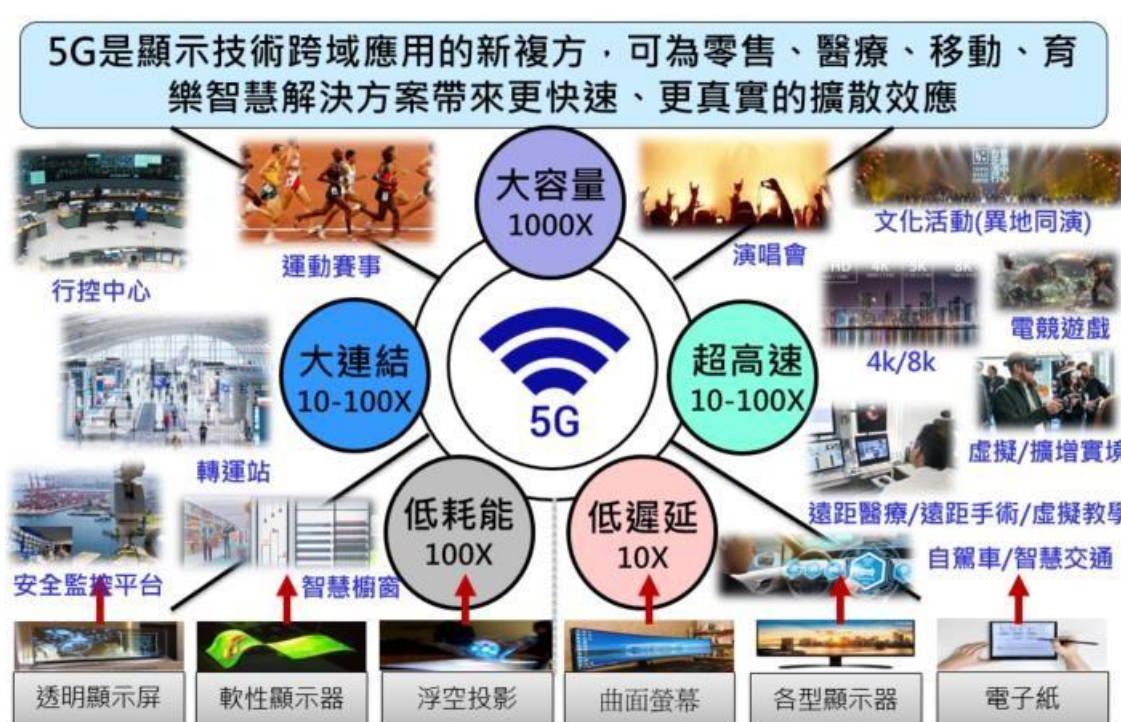 5G是顯示技術跨域應用的新複方，可為零售、醫療、移動、育
樂智慧解決方案帶來更快速、更真實的擴散效應
大容量
1000X
運動賽事
演唱會
文化活動(異地同演)
行控中心
4K
8K
電競遊戲
4k/8k
大連結
10-100X
5G
超高速
10-100X
虛擬/擴增實境
轉運站
低耗能
100X
低遲延
10X
遠距醫療/遠距手術/虛擬教學
自駕車/智慧交通
安全監控平台
智慧櫥窗
透明顯示屏
軟性顯示器
浮空投影
曲面螢幕
各型顯示器
電子紙